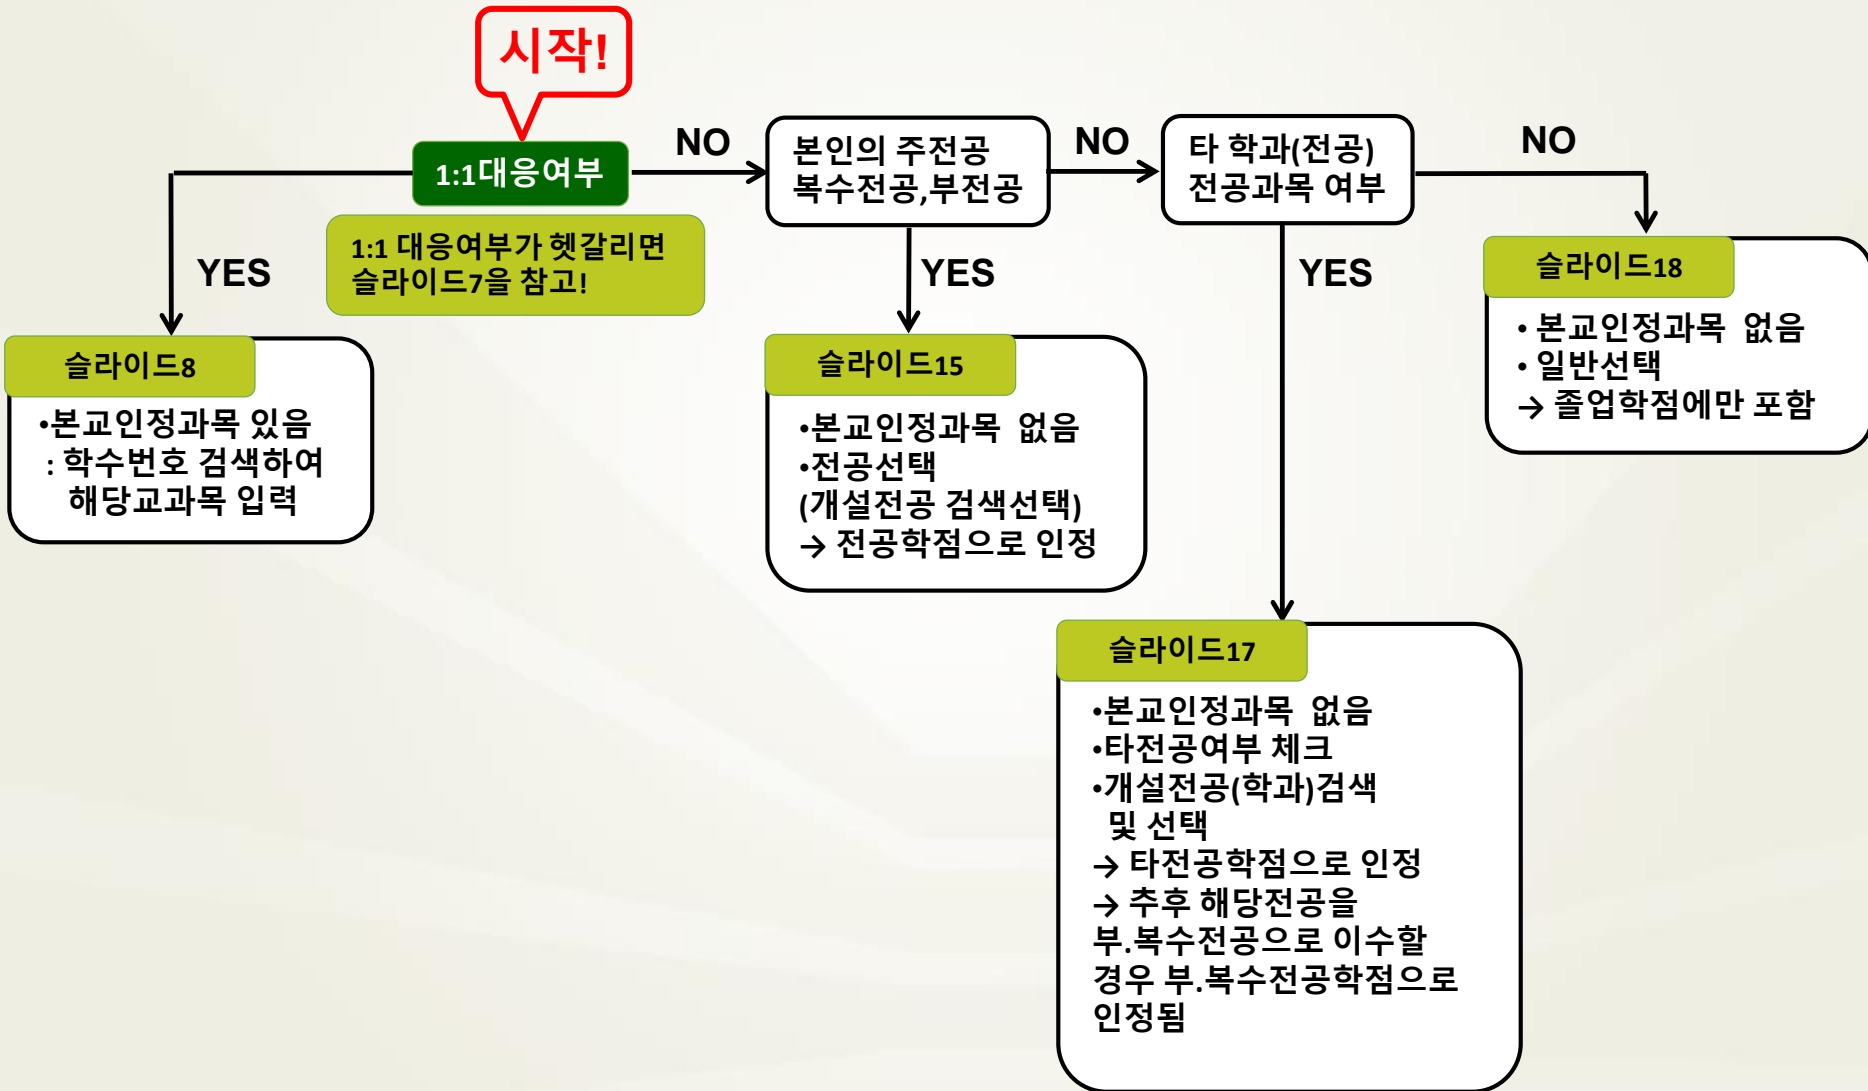 시작!
1:1대응여부
NO
본인의 주전공
복수전공,부전공
NO
타 학과(전공)
전공과목 여부
NO
YES
1:1 대응여부가 헷갈리면
슬라이드7을 참고!
YES
YES
슬라이드8
•본교인정과목 있음
: 학수번호 검색하여
해당교과목 입력
슬라이드15
•본교인정과목 없음
•전공선택
(개설전공 검색선택)
→ 전공학점으로 인정
슬라이드18
• 본교인정과목 없음
• 일반선택
→ 졸업학점에만 포함
슬라이드17
•본교인정과목 없음
•타전공여부 체크
•개설전공(학과)검색
및 선택
→ 타전공학점으로 인정
→ 추후 해당전공을
부.복수전공으로 이수할
경우 부.복수전공학점으로
인정됨